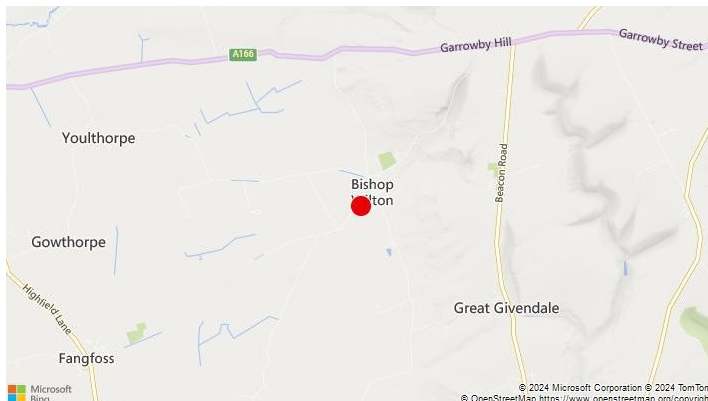 Garrowby Hill
Garrowby Street
A166
Youlthorpe
Beacon Road
Bishop
Gowthorpe
Highfield Lane
Great Givendale
Fangfoss
Microsoft
Bing
© 2024 Microsoft Corporation © 2024 TomTom
© OpenStreetMap https://www.openstreetmap.org/copyright